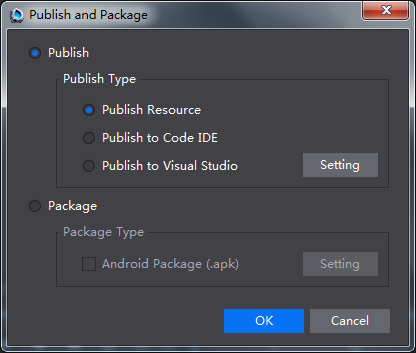 Publish and Package
Publish
Publish Type
Publish Resource
Publish to Code IDE
Publish to Visual Studio
Setting
Package
Package Type
Android Package (.apk)
Setting
OK
Cancel